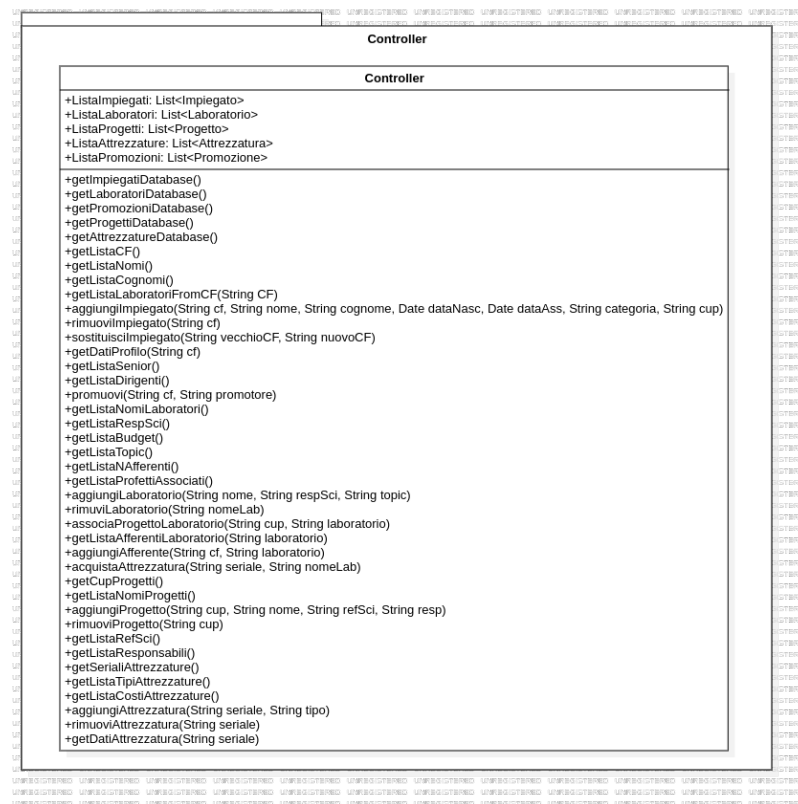 Controller
Controller
+ListaImpiegati: List<Impiegato>
+ListaLaboratori: List<Laboratorio>
+ListaProgetti: List<Progetto>
+ListaAttrezzature: List<Attrezzatura>
+ListaPromozioni: List<Promozione>
+getImpiegatiDatabase()
+getLaboratoriDatabase()
+getPromozioniDatabase()
+getProgettiDatabase()
+getAttrezzatureDatabase()
+getListaCF()
+getListaNomi()
+getListaCognomi()
+getListaLaboratoriFromCF(String CF)
+aggiungiImpiegato(String cf, String nome, String cognome, Date dataNasc, Date dataAss, String categoria, String cup)
+rimuoviImpiegato(String cf)
+sostituisciImpiegato(String vecchioCF, String nuovoCF)
+getDatiProfilo(String cf)
+getListaSenior()
+getListaDirigenti()
+promuovi(String cf, String promotore)
+getListaNomiLaboratori()
+getListaRespSci()
+getListaBudget()
+getListaTopic()
+getListaNAfferenti()
+getListaProfettiAssociati()
+aggiungiLaboratorio(String nome, String respSci, String topic)
+rimuviLaboratorio(String nomeLab)
+associaProgettoLaboratorio(String cup, String laboratorio)
+getListaAfferentiLaboratorio(String laboratorio)
+aggiungiAfferente(String cf, String laboratorio)
+acquistaAttrezzatura(String seriale, String nomeLab)
+getCupProgetti()
+getListaNomiProgetti()
+aggiungiProgetto(String cup, String nome, String refSci, String resp)
+rimuoviProgetto(String cup)
+getListaRefSci()
+getListaResponsabili()
+getSerialiAttrezzature()
+getListaTipiAttrezzature()
+getListaCostiAttrezzature()
+aggiungiAttrezzatura(String seriale, String tipo)
+rimuoviAttrezzatura(String seriale)
+getDatiAttrezzatura(String seriale)